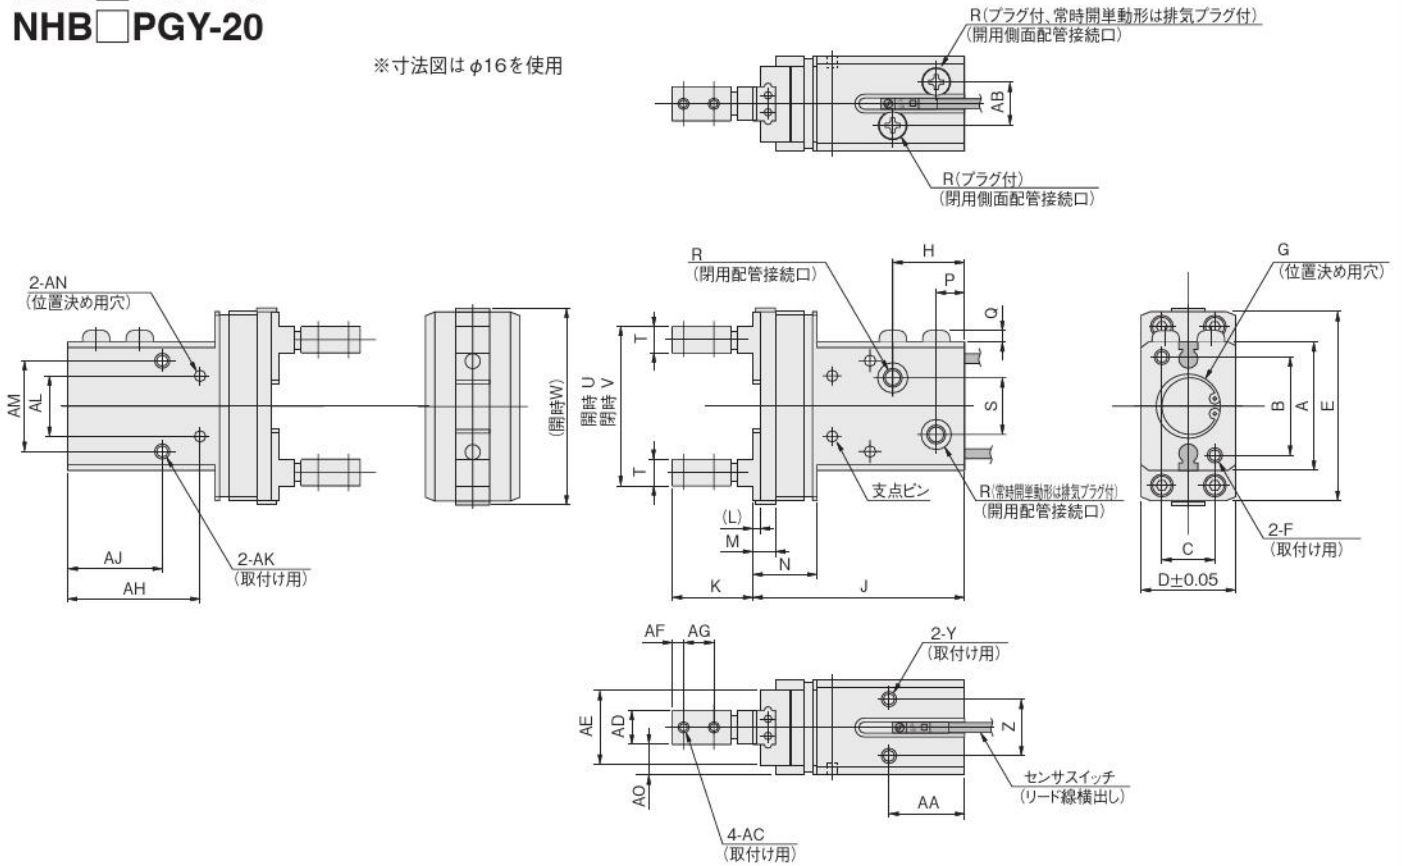 NHB□PGY-20
※寸法図はφ16を使用
R(プラグ付、常時開単動形は排気プラグ付)
(開用側面配管接続口)
AB
R(プラグ付)
(閉用側面配管接続口)
2-AN
(位置決め用穴)
AM
AL
AJ
AH
2-AK
(取付け用)
(開時W)
開時 U
閉時 V
T
T
R
(閉用配管接続口)
H
P
Q
S
支点ピン
R(常時開単動形は排気プラグ付)
(開用配管接続口)
(L)
M
N
K
J
G
(位置決め用穴)
B
A
E
C
D±0.05
2-F
(取付け用)
AF
AG
2-Y
(取付け用)
AE
AD
AO
Z
AA
センサスイッチ
(リード線横出し)
4-AC
(取付け用)